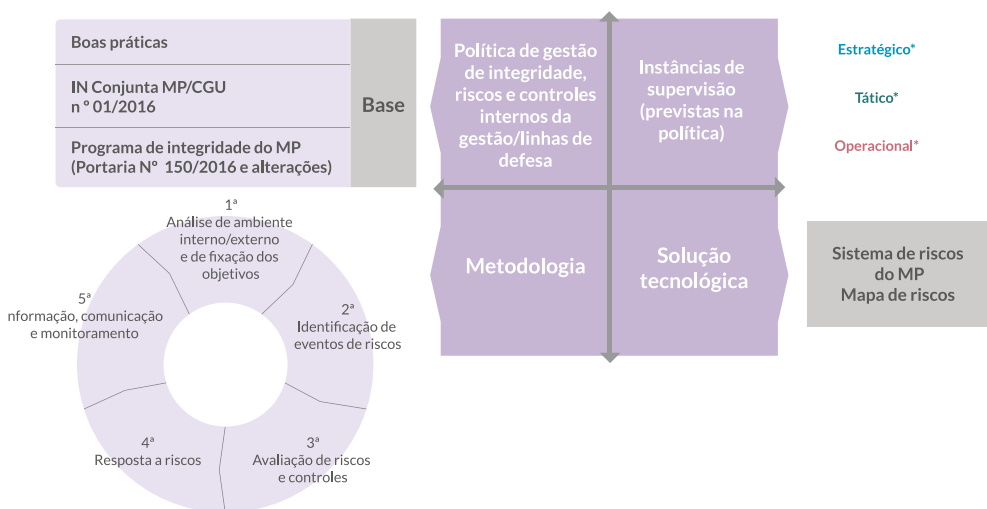 Boas práticas
IN Conjunta MP/CGU
n º 01/2016
Programa de integridade do MP
(Portaria Nº 150/2016 e alterações)
Base
Política de gestão
de integridade,
riscos e controles
internos da
gestão/linhas de
defesa
Instâncias de
supervisão
(previstas na
política)
Estratégico*
Tático*
Operacional*
Metodologia
Solução
tecnológica
Sistema de riscos
do MP
Mapa de riscos
1ª
Análise de ambiente
interno/externo
e de fixação dos
objetivos
2ª
Identificação de
eventos de riscos
3ª
Avaliação de riscos
e controles
4ª
Resposta a riscos
5ª
nformação, comunicação
e monitoramento